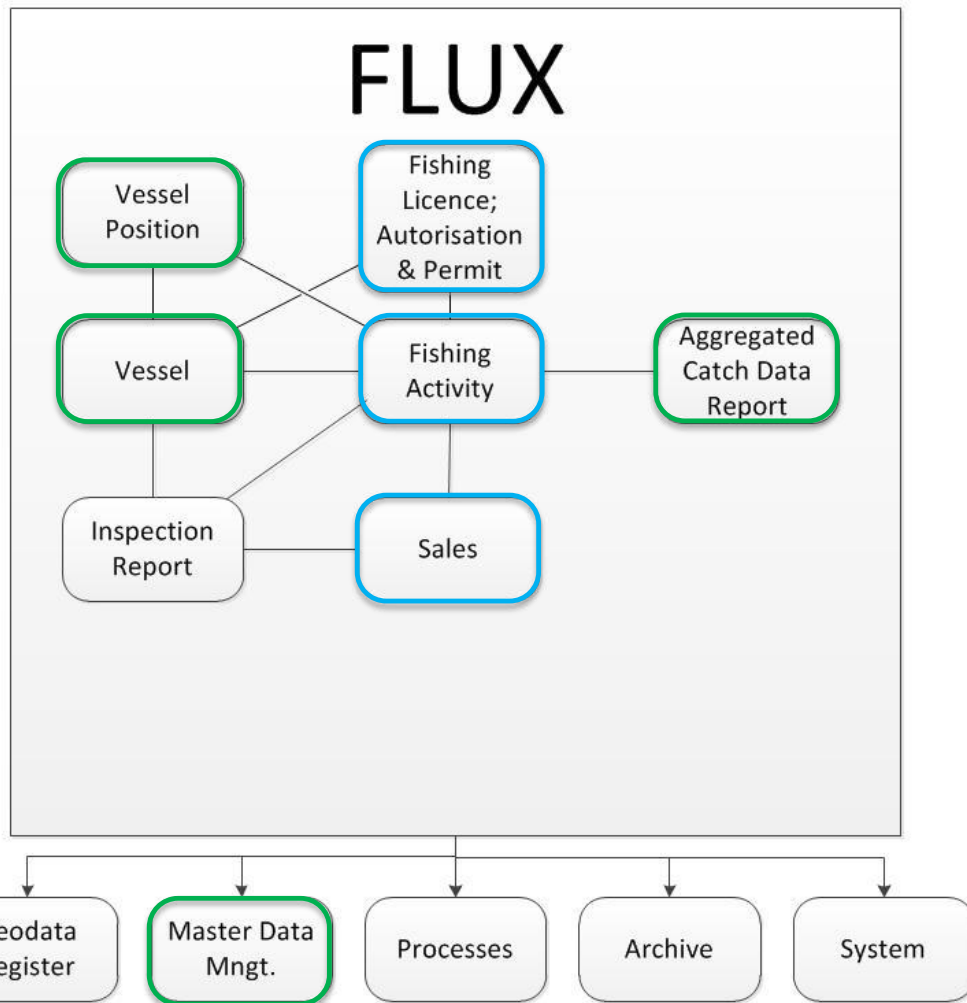 FLUX
Vessel
Position
Fishing
Licence;
Autorisation
& Permit
Vessel
Fishing
Activity
Aggregated
Catch Data
Report
Inspection
Report
Sales
eodata
egister
Master Data
Mngt.
Processes
Archive
System